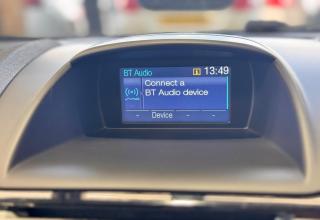 BT Audio 13:49
Connect a
BT Audio device
- Device - -